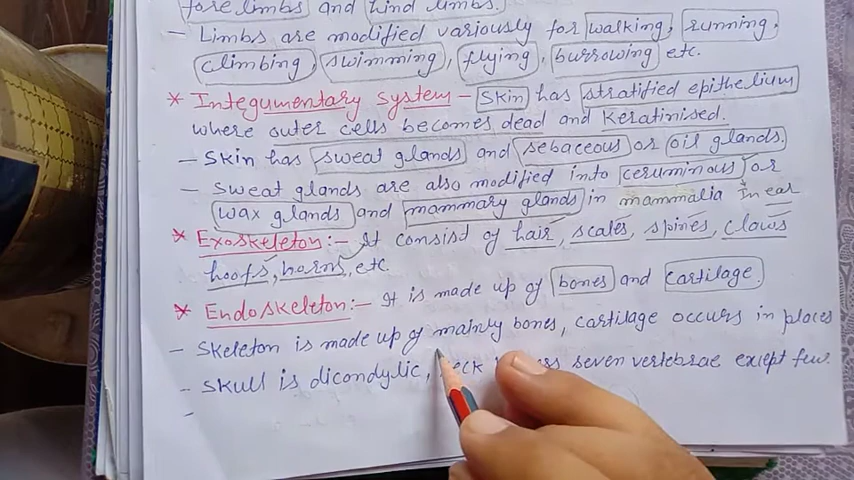 forelimbs and hind limbs.
- Limbs are modified variously for walking, running,
climbing, swimming, flying, burrowing etc.
* Integumentary system - Skin has stratified epithelium
where outer cells becomes dead and keratinised.
- Skin has sweat glands and sebaceous or oil glands.
- Sweat glands are also modified into ceruminous or
wax glands and mammary glands in mammalia In ear
* Exoskeleton:- It consist of hair, scales, spines, claws
hoofs, horns, etc.
* Endoskeleton:- It is made up of bones and cartilage.
- Skeleton is made up of mainly bones, cartilage occurs in places
- Skull is dicondylic, seven vertebrae except few.
-